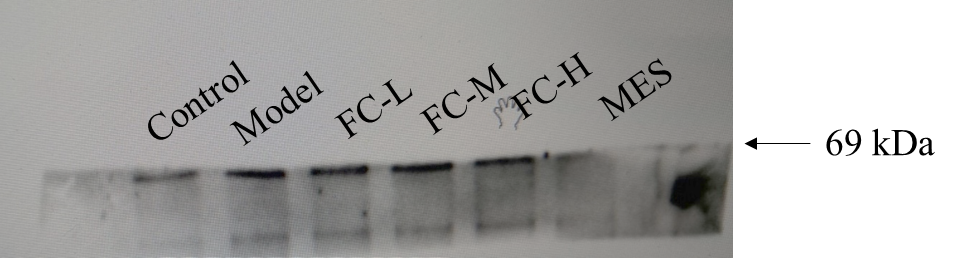 Control
Model
FC-L
FC-M
FC-H
MES
69 kDa